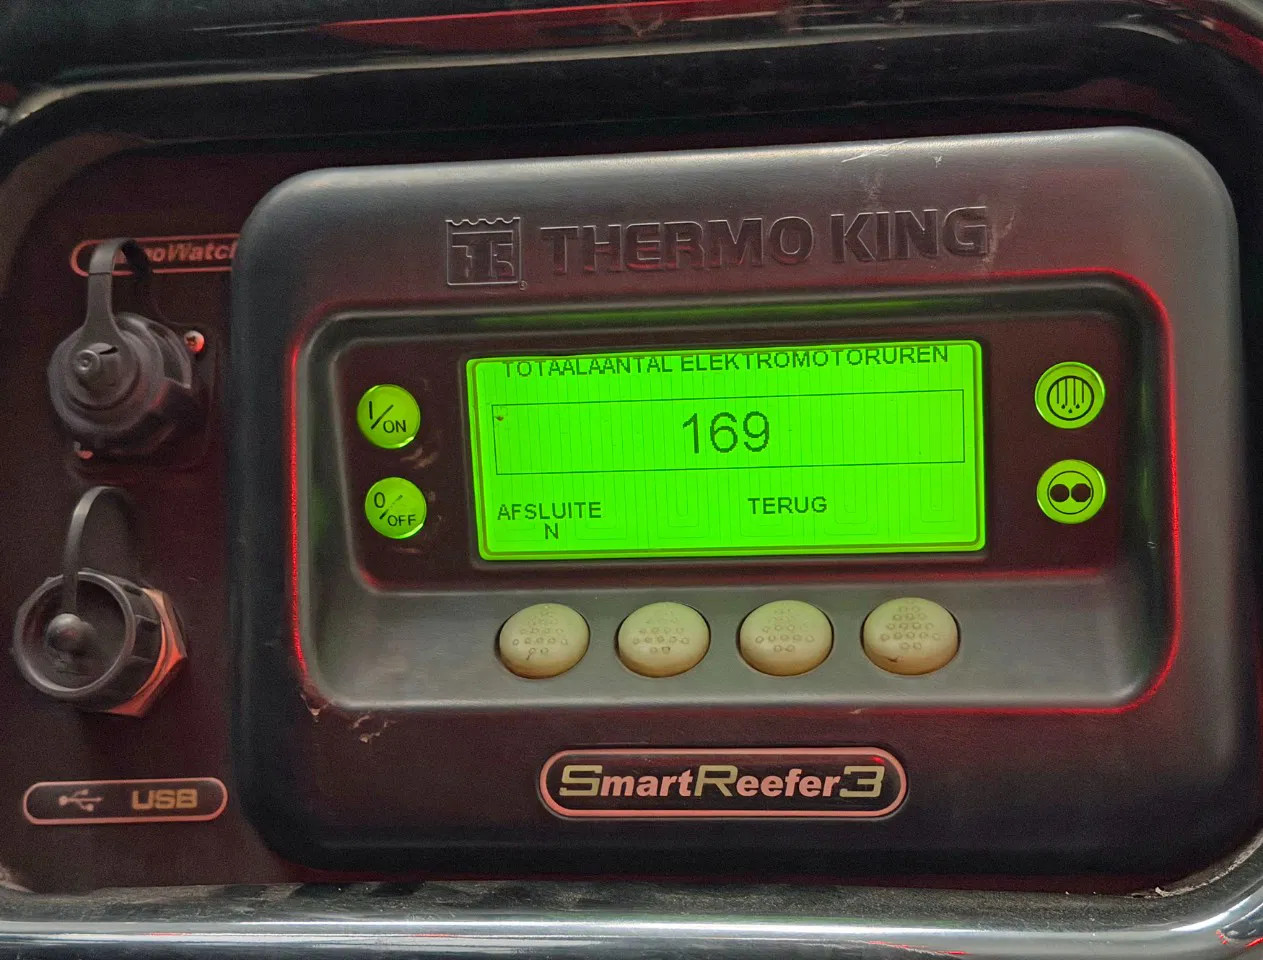 THERMO KING
TOTAALAANTAL ELEKTROMOTORUREN
169
AFSLUITE
N
TERUG
I/ON
0/OFF
SMARTREEFER3
USB